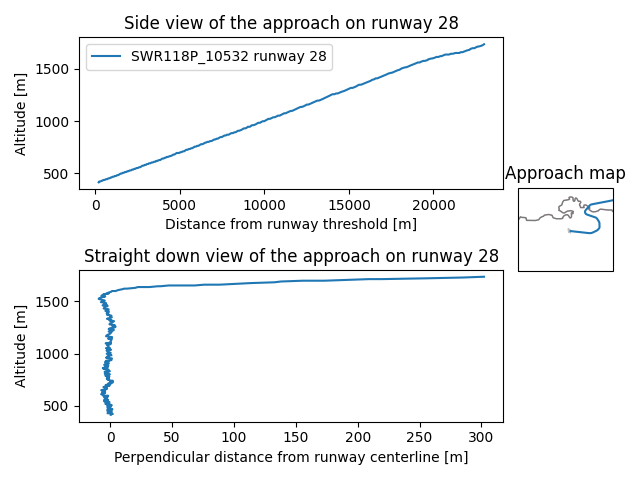 Side view of the approach on runway 28
SWR118P_10532 runway 28
Altitude [m]
1500
1000
500
0
5000
10000
15000
20000
Distance from runway threshold [m]
Approach map
Straight down view of the approach on runway 28
Altitude [m]
1500
1000
500
0
50
100
150
200
250
300
Perpendicular distance from runway centerline [m]